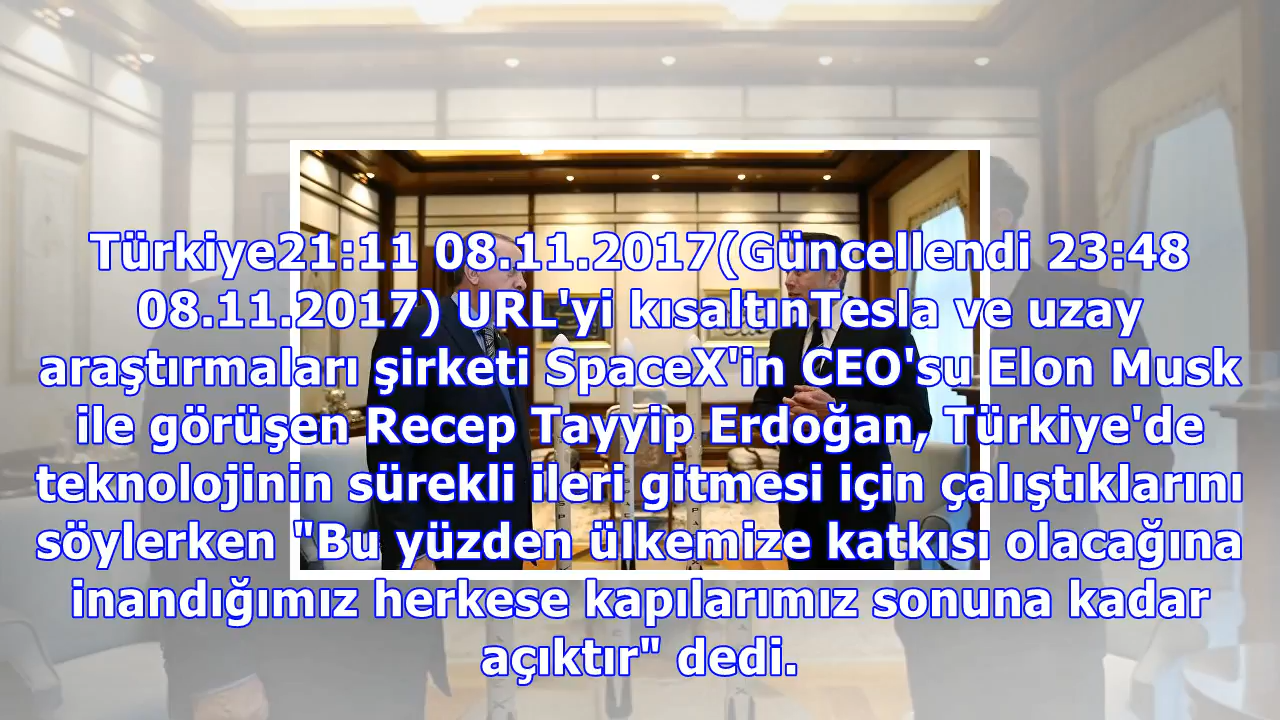 Türkiye21:11 08.11.2017(Güncellendi 23:48
08.11.2017) URL'yi kısaltınTesla ve uzay
araştırmaları şirketi SpaceX'in CEO'su Elon Musk
ile görüşen Recep Tayyip Erdoğan, Türkiye'de
teknolojinin sürekli ileri gitmesi için çalıştıklarını
söylerken "Bu yüzden ülkemize katkısı olacağına
inandığımız herkese kapılarımız sonuna kadar
açıktır" dedi.